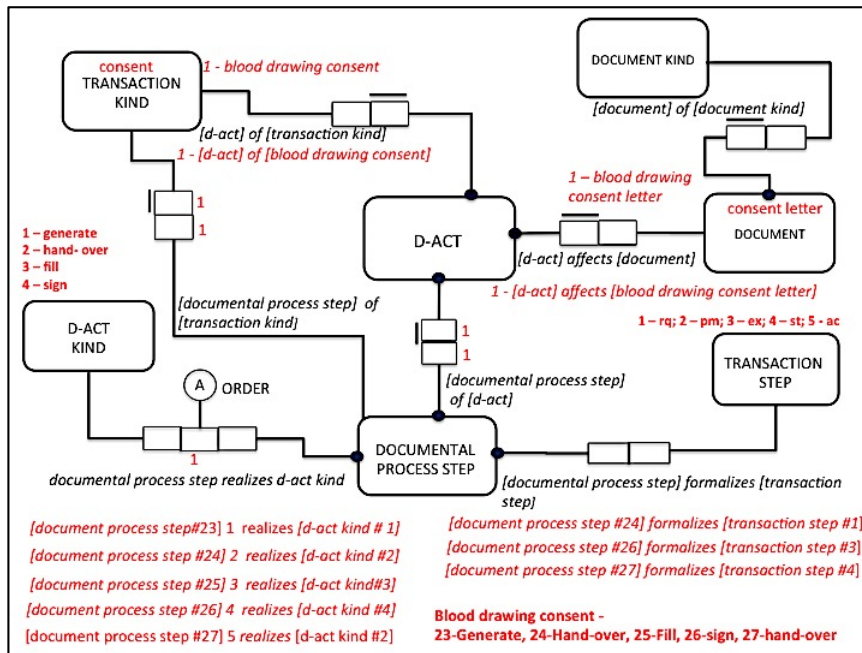 consent
TRANSACTION
KIND
1 - blood drawing consent
[d-act] of [transaction kind]
1 - [d-act] of [blood drawing consent]
DOCUMENT KIND
[document] of [document kind]
1 – blood drawing
consent letter
consent letter
DOCUMENT
D-ACT
[d-act] affects [document]
1 - [d-act] affects [blood drawing consent letter]
1
1
1 – generate
2 – hand- over
3 – fill
4 – sign
[documental process step] of
[transaction kind]
D-ACT
KIND
A
ORDER
1
documental process step realizes d-act kind
1
1
[documental process step]
of [d-act]
1 – rq; 2 – pm; 3 – ex; 4 – st; 5 - ac
TRANSACTION
STEP
DOCUMENTAL
PROCESS STEP
[documental process step] formalizes [transaction
step]
[document process step#23] 1 realizes [d-act kind # 1]
[document process step#24] 2 realizes [d-act kind #2]
[document process step #25] 3 realizes [d-act kind#3]
[document process step #26] 4 realizes [d-act kind #4]
[document process step #27] 5 realizes [d-act kind #2]
[document process step #24] formalizes [transaction step #1]
[document process step #26] formalizes [transaction step #3]
[document process step #27] formalizes [transaction step #4]
Blood drawing consent -
23-Generate, 24-Hand-over, 25-Fill, 26-sign, 27-hand-over